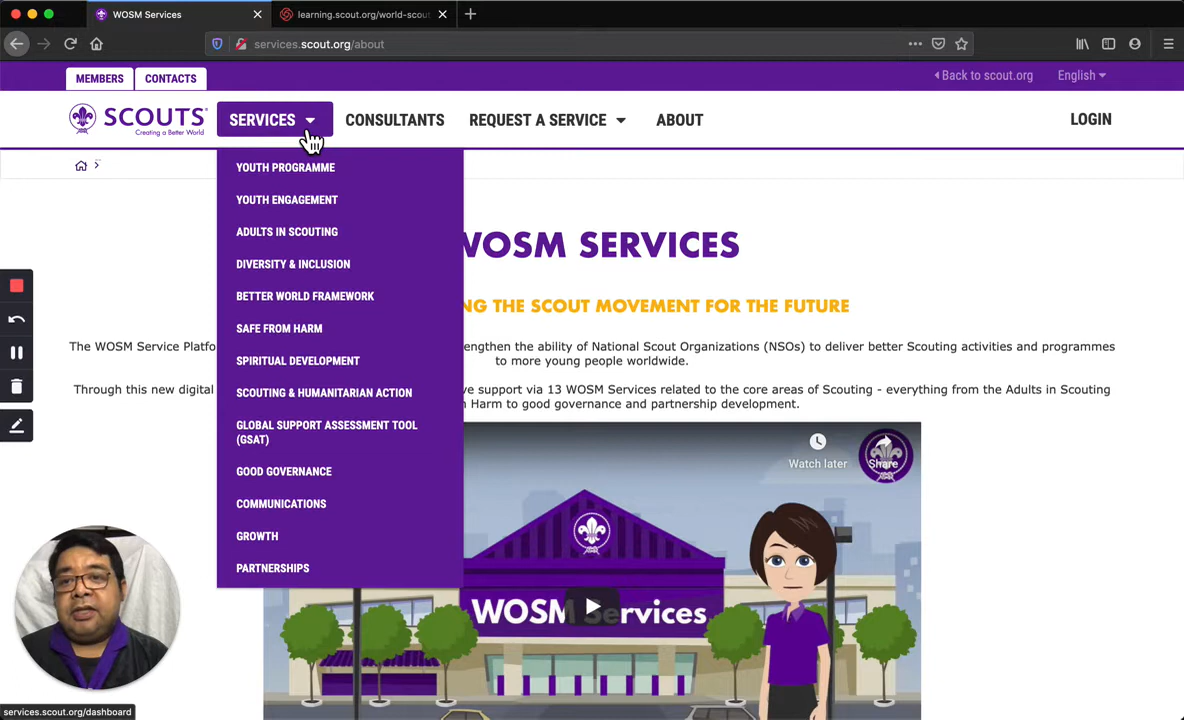 WOSM Services
learning.scout.org/world-scou
services.scout.org/about
MEMBERS
CONTACTS
Back to scout.org
English
SCOUTS
Creating a Better World
SERVICES
CONSULTANTS
REQUEST A SERVICE
ABOUT
LOGIN
YOUTH PROGRAMME
YOUTH ENGAGEMENT
ADULTS IN SCOUTING
DIVERSITY & INCLUSION
BETTER WORLD FRAMEWORK
SAFE FROM HARM
SPIRITUAL DEVELOPMENT
SCOUTING & HUMANITARIAN ACTION
GLOBAL SUPPORT ASSESSMENT TOOL
(GSAT)
GOOD GOVERNANCE
COMMUNICATIONS
GROWTH
PARTNERSHIPS
WOSM SERVICES
NG THE SCOUT MOVEMENT FOR THE FUTURE
The WOSM Service Platfo engthen the ability of National Scout Organizations (NSOs) to deliver better Scouting activities and programmes
to more young people worldwide.
Through this new digital ve support via 13 WOSM Services related to the core areas of Scouting - everything from the Adults in Scouting
Harm to good governance and partnership development.
Watch later
Share
WOSM Services
services.scout.org/dashboard